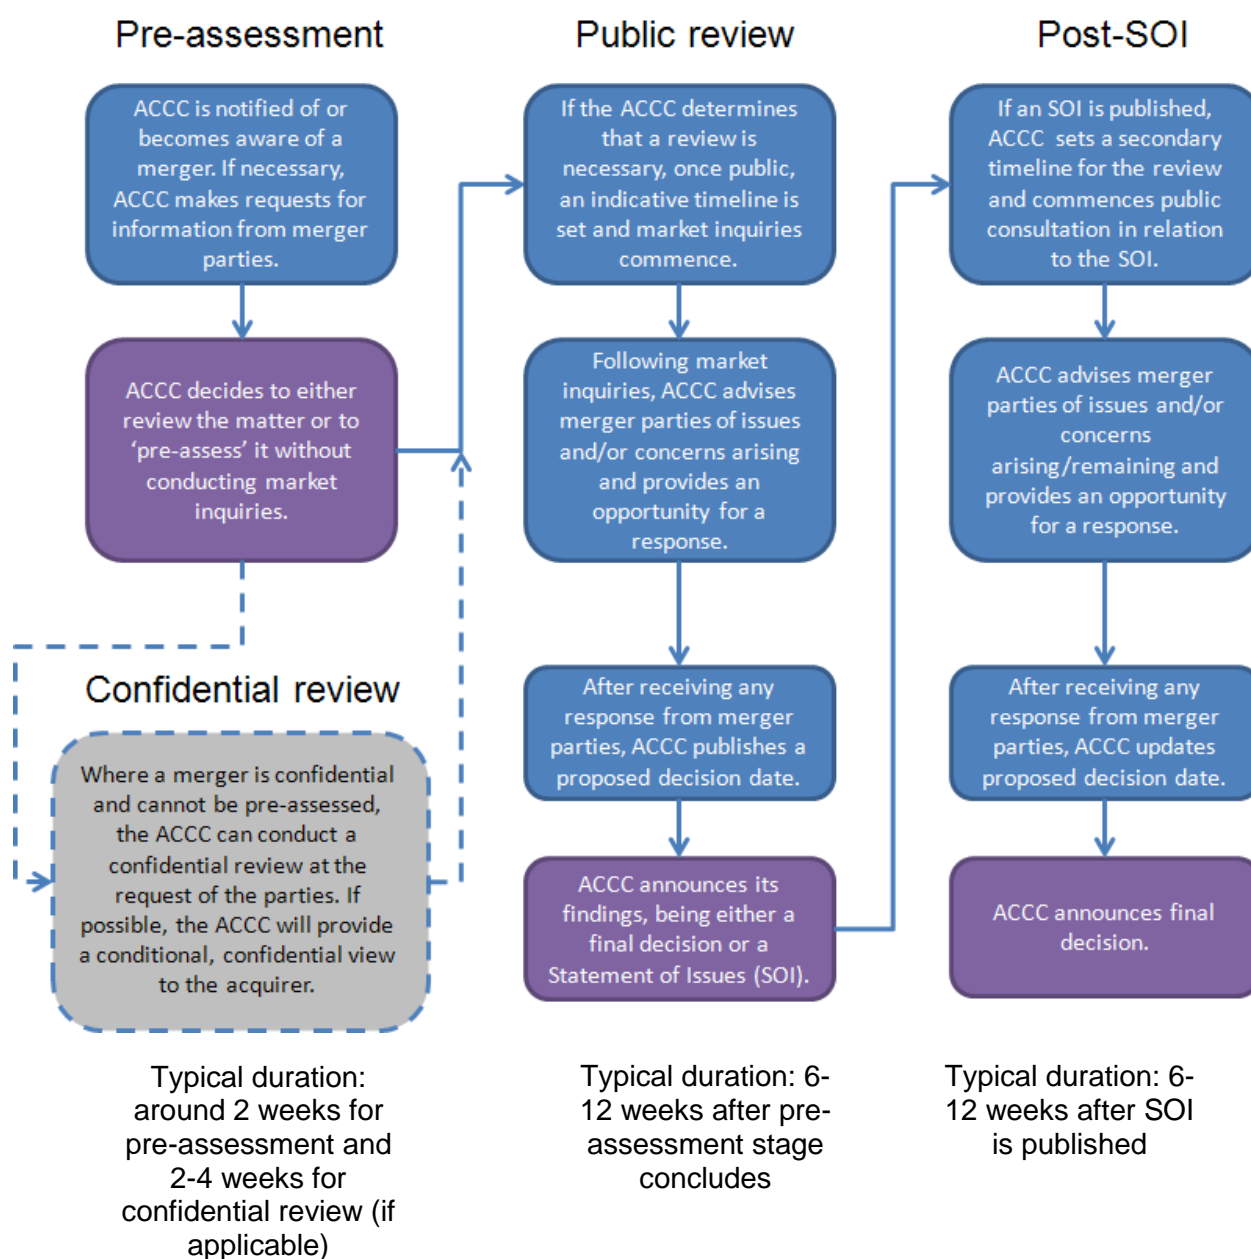 Pre-assessment
ACCC is notified of or
becomes aware of a
merger. If necessary,
ACCC makes requests for
information from merger
parties.
ACCC decides to either
review the matter or to
‘pre-assess’ it without
conducting market
inquiries.
Confidential review
Where a merger is confidential
and cannot be pre-assessed,
the ACCC can conduct a
confidential review at the
request of the parties. If
possible, the ACCC will provide
a conditional, confidential view
to the acquirer.
Typical duration:
around 2 weeks for
pre-assessment and
2-4 weeks for
confidential review (if
applicable)
Public review
If the ACCC determines
that a review is
necessary, once public,
an indicative timeline is
set and market inquiries
commence.
Following market
inquiries, ACCC advises
merger parties of issues
and/or concerns arising
and provides an
opportunity for a
response.
After receiving any
response from merger
parties, ACCC publishes a
proposed decision date.
ACCC announces its
findings, being either a
final decision or a
Statement of Issues (SOI).
Typical duration: 6-
12 weeks after pre-
assessment stage
concludes
Post-SOI
If an SOI is published,
ACCC sets a secondary
timeline for the review
and commences public
consultation in relation
to the SOI.
ACCC advises merger
parties of issues and/or
concerns
arising/remaining and
provides an opportunity
for a response.
After receiving any
response from merger
parties, ACCC updates
proposed decision date.
ACCC announces final
decision.
Typical duration: 6-
12 weeks after SOI
is published